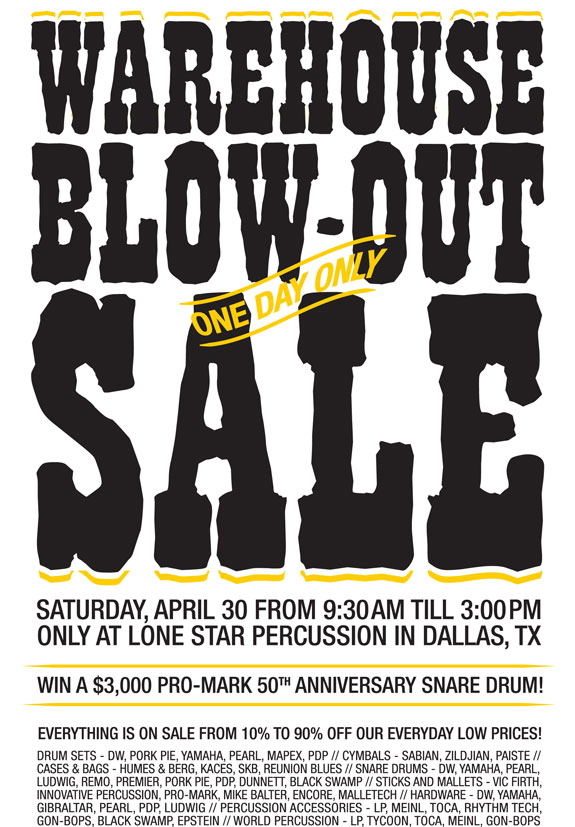 WAREHOUSE
BLOW-OUT
ONE DAY ONLY
SALE
SATURDAY, APRIL 30 FROM 9:30AM TILL 3:00PM
ONLY AT LONE STAR PERCUSSION IN DALLAS, TX
WIN A $3,000 PRO-MARK 50TH ANNIVERSARY SNARE DRUM!
EVERYTHING IS ON SALE FROM 10% TO 90% OFF OUR EVERYDAY LOW PRICES!
DRUM SETS - DW, PORK PIE, YAMAHA, PEARL, MAPEX, PDP // CYMBALS - SABIAN, ZILDJIAN, PAISTE //
CASES & BAGS - HUMES & BERG, KACES, SKB, REUNION BLUES // SNARE DRUMS - DW, YAMAHA, PEARL,
LUDWIG, REMO, PREMIER, PORK PIE, PDP, DUNNETT, BLACK SWAMP // STICKS AND MALLETS - VIC FIRTH,
INNOVATIVE PERCUSSION, PRO-MARK, MIKE BALTER, ENCORE, MALLETECH // HARDWARE - DW, YAMAHA,
GIBRALTAR, PEARL, PDP, LUDWIG // PERCUSSION ACCESSORIES - LP, MEINL, TOCA, RHYTHM TECH,
GON-BOPS, BLACK SWAMP, EPSTEIN // WORLD PERCUSSION - LP, TYCOON, TOCA, MEINL, GON-BOPS